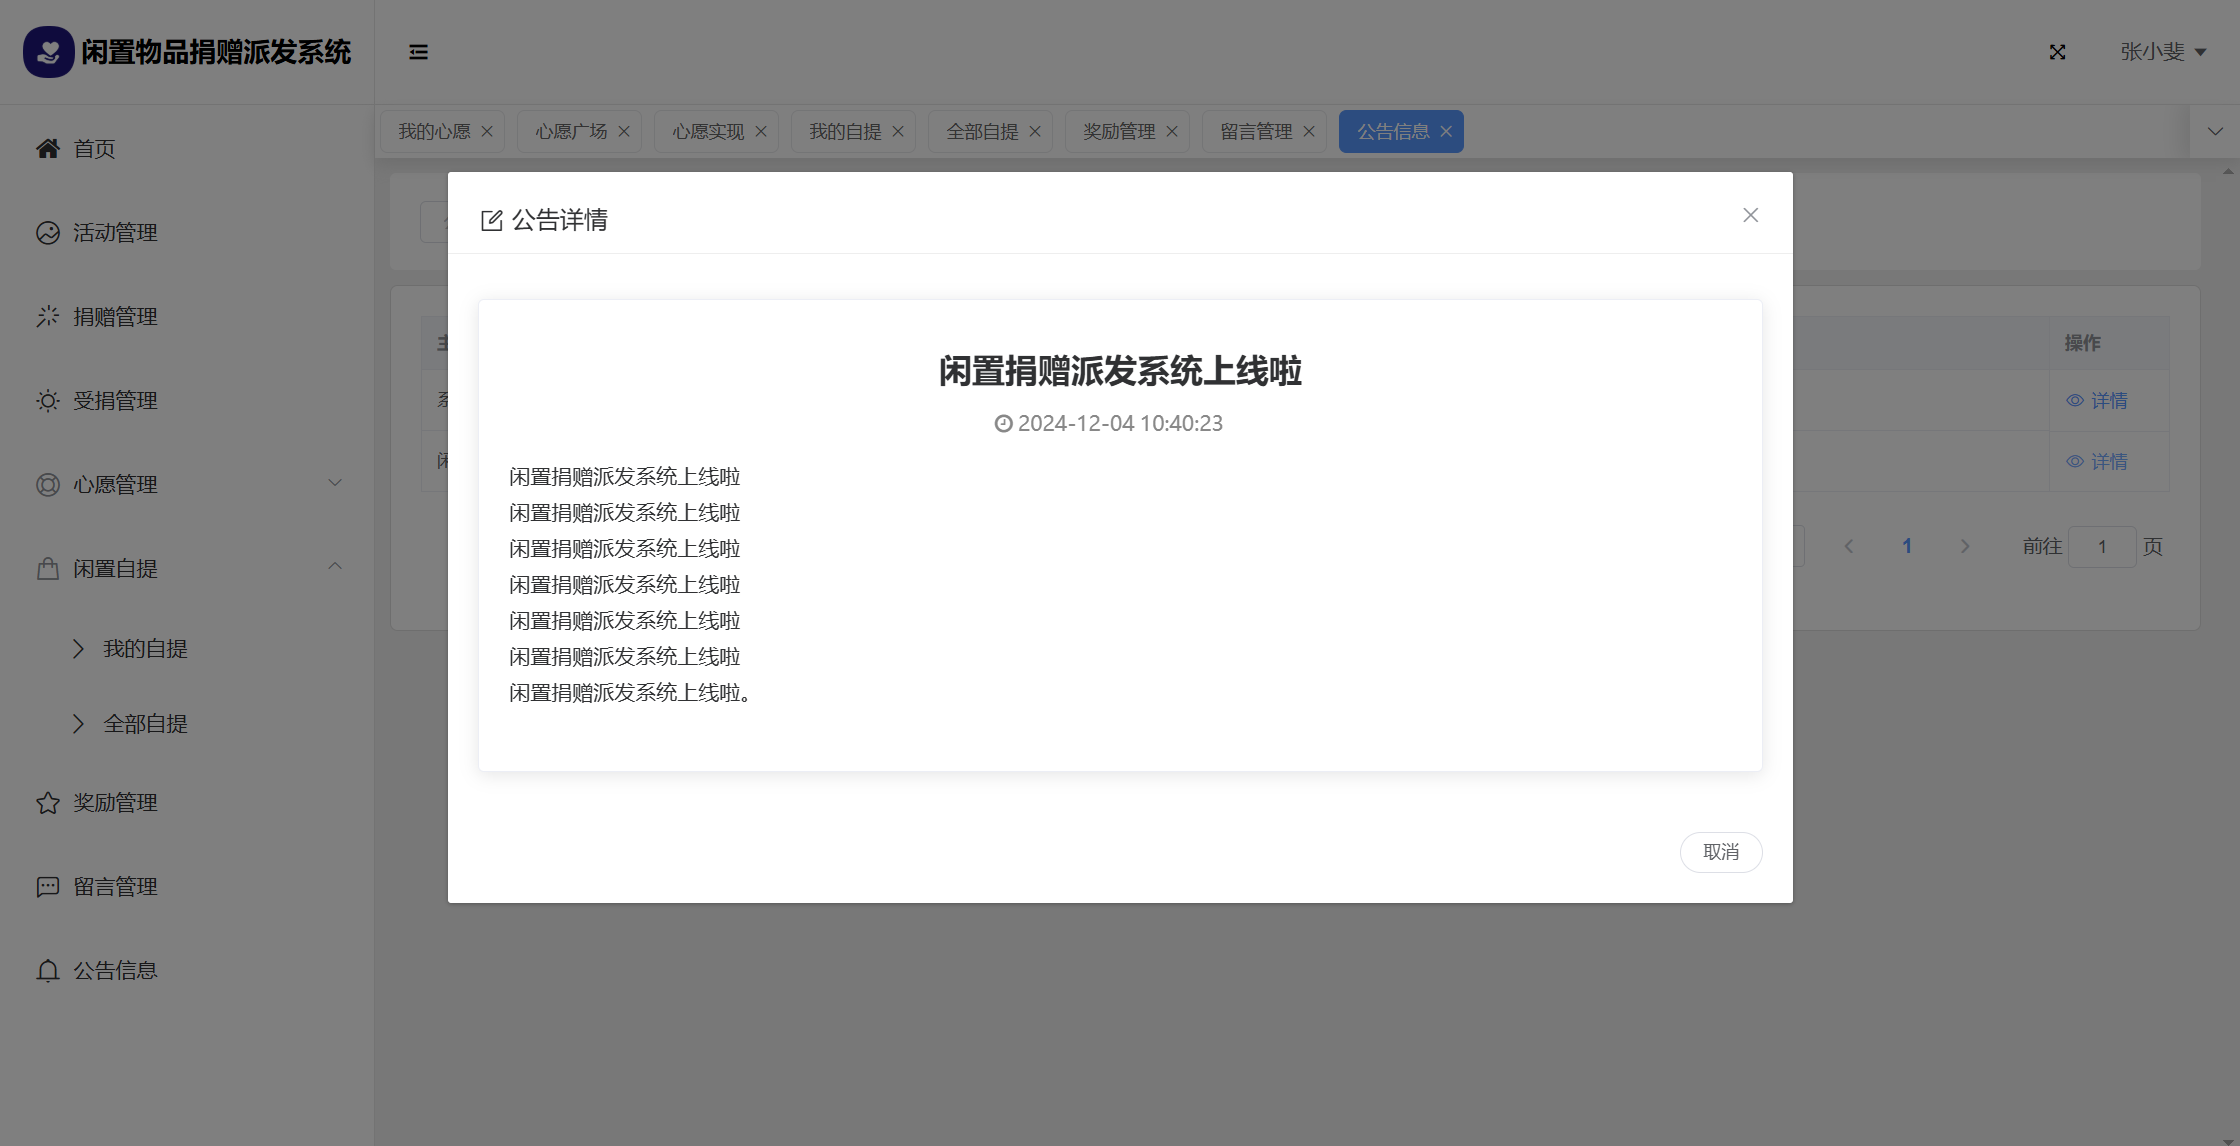 闲置物品捐赠派发系统
张小斐
我的心愿
心愿广场
心愿实现
我的自提
全部自提
奖励管理
留言管理
公告信息
首页
活动管理
捐赠管理
受捐管理
心愿管理
闲置自提
我的自提
全部自提
奖励管理
留言管理
公告信息
公告详情
闲置捐赠派发系统上线啦
2024-12-04 10:40:23
闲置捐赠派发系统上线啦
闲置捐赠派发系统上线啦
闲置捐赠派发系统上线啦
闲置捐赠派发系统上线啦
闲置捐赠派发系统上线啦
闲置捐赠派发系统上线啦
闲置捐赠派发系统上线啦。
取消
操作
详情
详情
1
前往 1 页